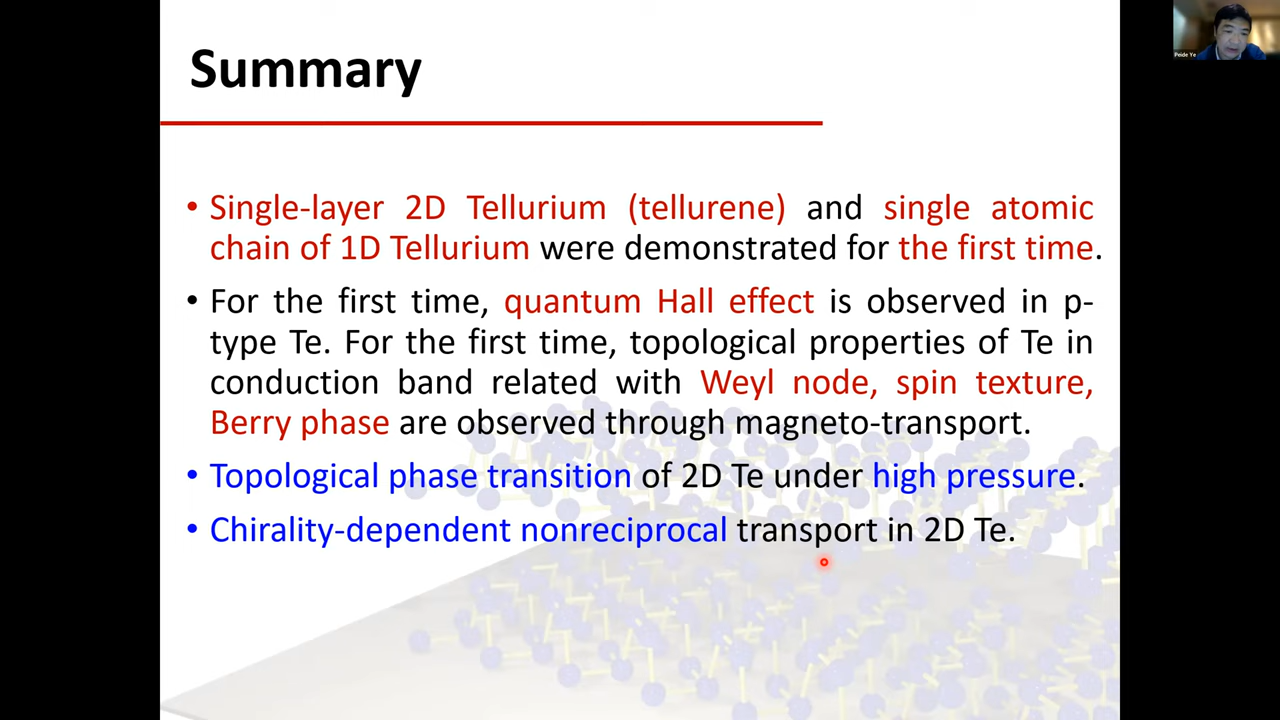 Summary
Peide Ye
• Single-layer 2D Tellurium (tellurene) and single atomic
chain of 1D Tellurium were demonstrated for the first time.
• For the first time, quantum Hall effect is observed in p-
type Te. For the first time, topological properties of Te in
conduction band related with Weyl node, spin texture,
Berry phase are observed through magneto-transport.
• Topological phase transition of 2D Te under high pressure.
• Chirality-dependent nonreciprocal transport in 2D Te.